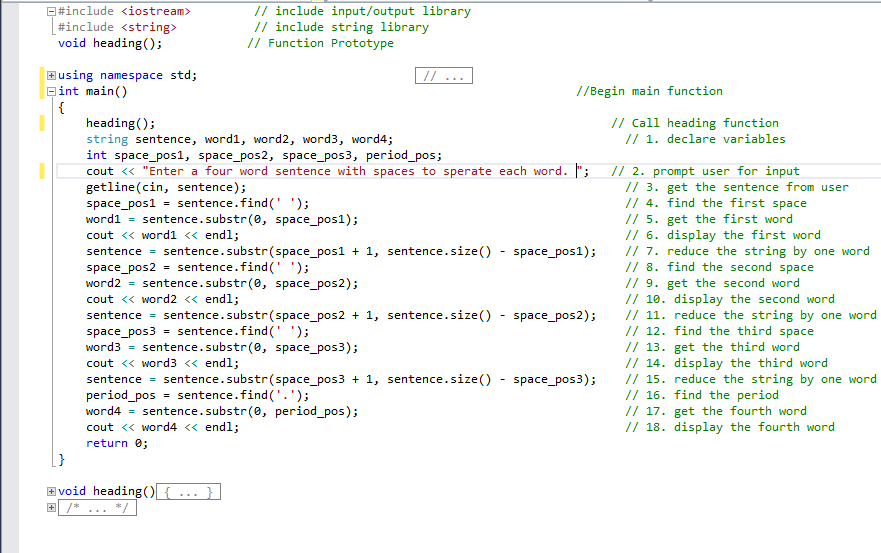 #include <iostream> // include input/output library
#include <string> // include string library
void heading(); // Function Prototype
using namespace std; // ...
int main() //Begin main function
{
heading(); // Call heading function
string sentence, word1, word2, word3, word4; // 1. declare variables
int space_pos1, space_pos2, space_pos3, period_pos;
cout << "Enter a four word sentence with spaces to sperate each word. "; // 2. prompt user for input
getline(cin, sentence); // 3. get the sentence from user
space_pos1 = sentence.find(' '); // 4. find the first space
word1 = sentence.substr(0, space_pos1); // 5. get the first word
cout << word1 << endl; // 6. display the first word
sentence = sentence.substr(space_pos1 + 1, sentence.size() - space_pos1); // 7. reduce the string by one word
space_pos2 = sentence.find(' '); // 8. find the second space
word2 = sentence.substr(0, space_pos2); // 9. get the second word
cout << word2 << endl; // 10. display the second word
sentence = sentence.substr(space_pos2 + 1, sentence.size() - space_pos2); // 11. reduce the string by one word
space_pos3 = sentence.find(' '); // 12. find the third space
word3 = sentence.substr(0, space_pos3); // 13. get the third word
cout << word3 << endl; // 14. display the third word
sentence = sentence.substr(space_pos3 + 1, sentence.size() - space_pos3); // 15. reduce the string by one word
period_pos = sentence.find('.'); // 16. find the period
word4 = sentence.substr(0, period_pos); // 17. get the fourth word
cout << word4 << endl; // 18. display the fourth word
return 0;
}
void heading() { ... }
/* ... */